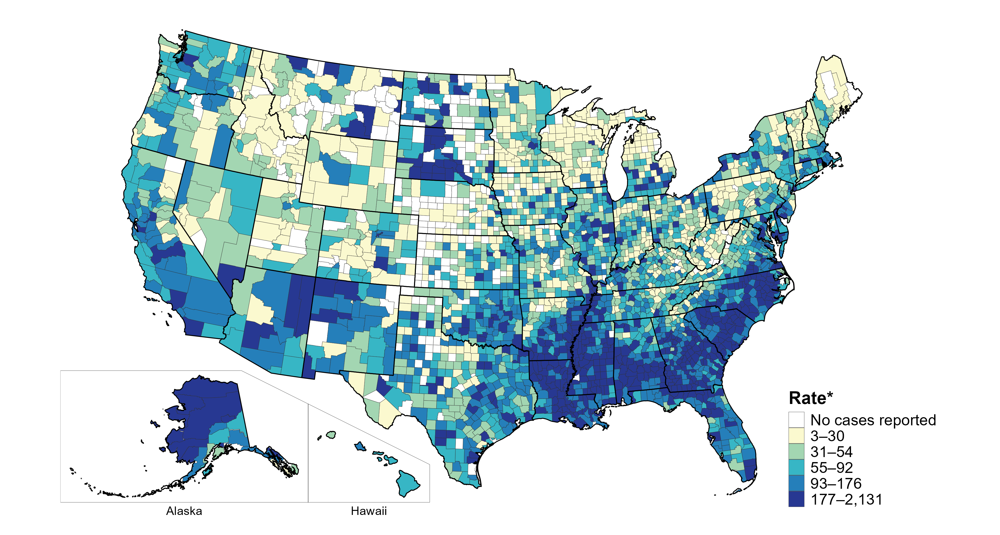 Rate*
No cases reported
3–30
31–54
55–92
93–176
177–2,131
Alaska
Hawaii